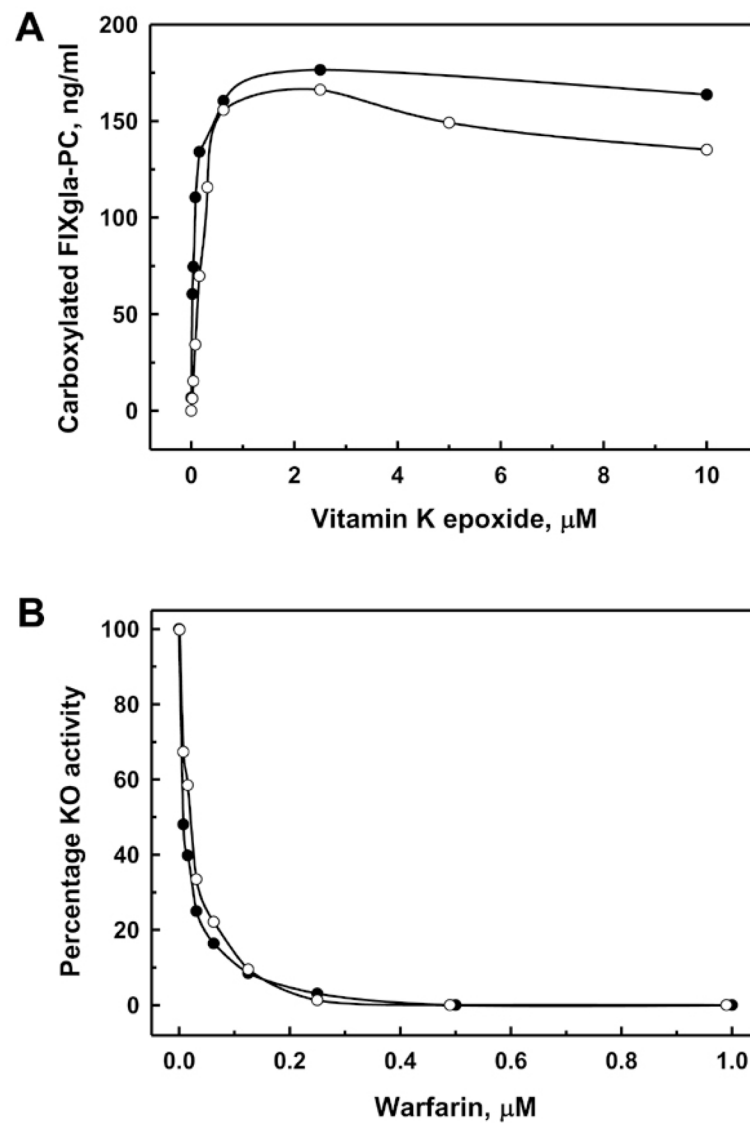 A
200
150
100
50
0
Carboxylated FIXgla-PC, ng/ml
0 2 4 6 8 10
Vitamin K epoxide, μM
B
100
80
60
40
20
0
Percentage KO activity
0.0 0.2 0.4 0.6 0.8 1.0
Warfarin, μM